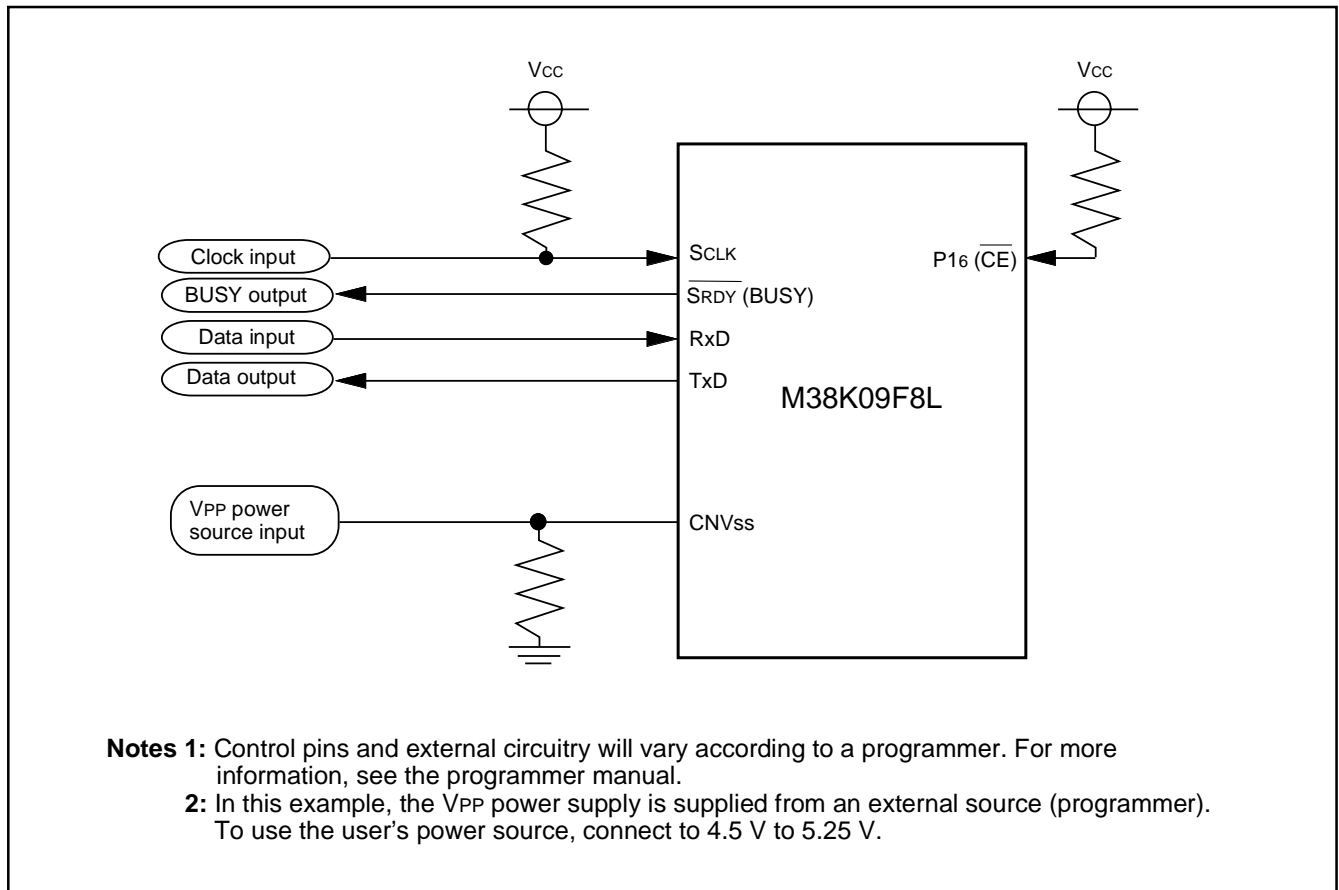 Vcc
Vcc
Clock input
SCLK
P16 (CE)
BUSY output
SRDY (BUSY)
Data input
RxD
Data output
TxD
M38K09F8L
VPP power
source input
CNVss
Notes 1: Control pins and external circuitry will vary according to a programmer. For more
information, see the programmer manual.
2: In this example, the VPP power supply is supplied from an external source (programmer).
To use the user's power source, connect to 4.5 V to 5.25 V.